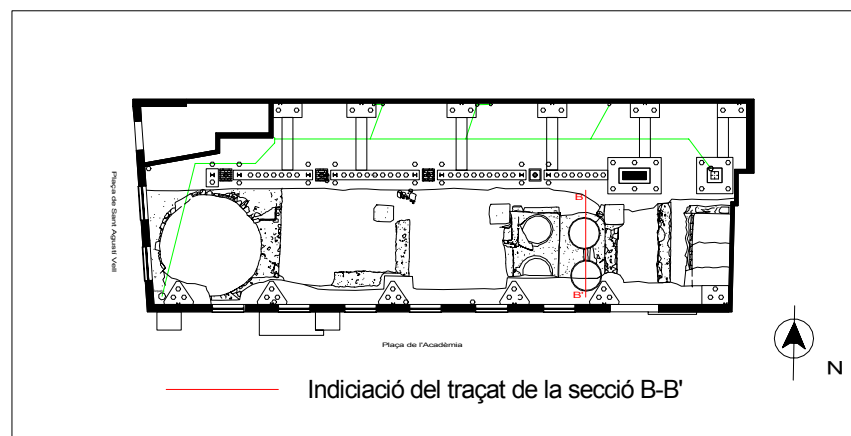 B
Plaça de Sant Agustí Vell
B'
Plaça de l'Acadèmia
N
Indiciació del traçat de la secció B-B'